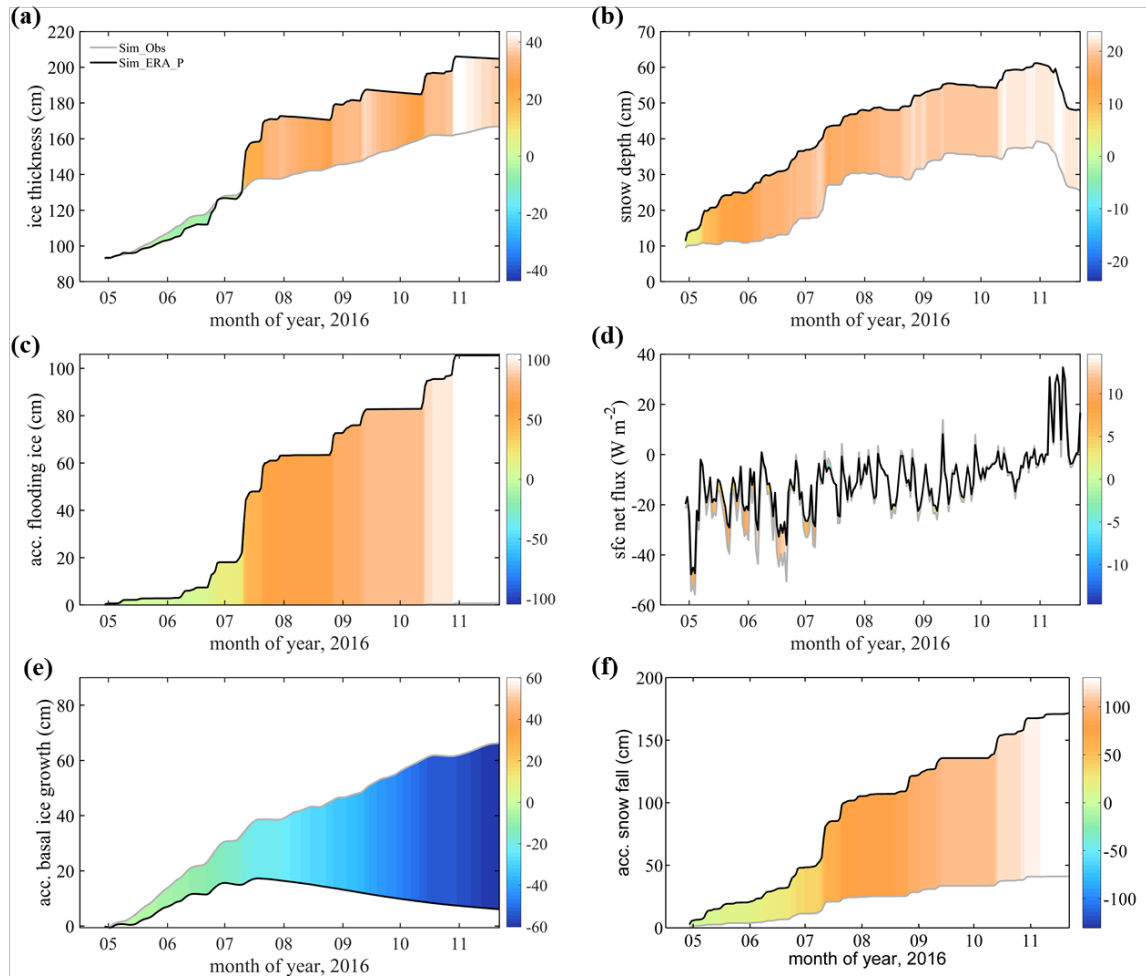 (a)
220
200
180
160
140
120
100
80
ice thickness (cm)
Sim_Obs
Sim_ERA_P
05 06 07 08 09 10 11
month of year, 2016
40
20
0
-20
-40
(b)
70
60
50
40
30
20
10
0
snow depth (cm)
05 06 07 08 09 10 11
month of year, 2016
20
10
0
-10
-20
(c)
100
80
60
40
20
0
acc. flooding ice (cm)
05 06 07 08 09 10 11
month of year, 2016
100
50
0
-50
-100
(d)
40
20
0
-20
-40
-60
sfc net flux (W m-2)
05 06 07 08 09 10 11
month of year, 2016
10
5
0
-5
-10
(e)
80
60
40
20
0
acc. basal ice growth (cm)
05 06 07 08 09 10 11
month of year, 2016
60
40
20
0
-20
-40
-60
(f)
200
150
100
50
0
acc. snow fall (cm)
05 06 07 08 09 10 11
month of year, 2016
100
50
0
-50
-100